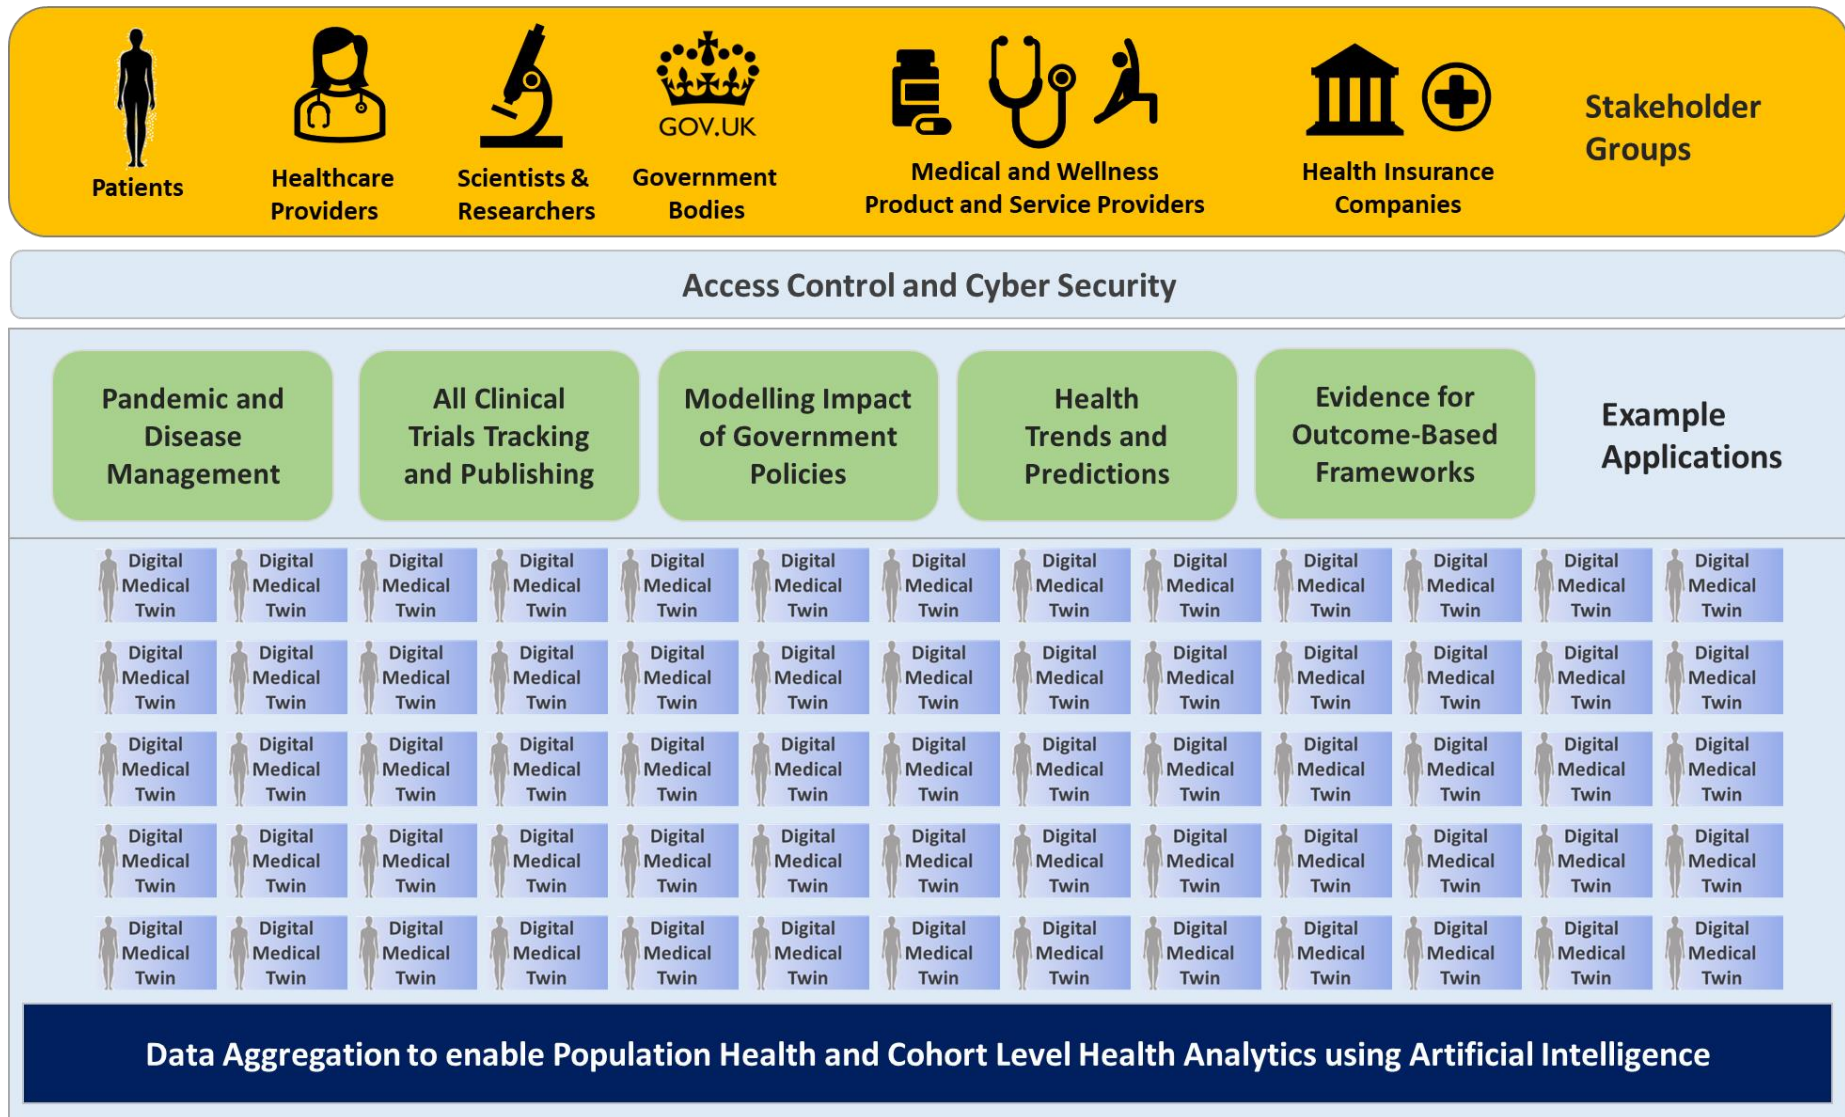 GOV.UK
Patients
Healthcare
Providers
Scientists &
Researchers
Government
Bodies
Medical and Wellness
Product and Service Providers
Health Insurance
Companies
Stakeholder
Groups
Access Control and Cyber Security
Pandemic and
Disease
Management
All Clinical
Trials Tracking
and Publishing
Modelling Impact
of Government
Policies
Health
Trends and
Predictions
Evidence for
Outcome-Based
Frameworks
Example
Applications
Digital Digital Digital Digital Digital Digital Digital Digital Digital Digital Digital Digital Digital
Medical Medical Medical Medical Medical Medical Medical Medical Medical Medical Medical Medical Medical
Twin Twin Twin Twin Twin Twin Twin Twin Twin Twin Twin Twin Twin
Digital Digital Digital Digital Digital Digital Digital Digital Digital Digital Digital Digital Digital
Medical Medical Medical Medical Medical Medical Medical Medical Medical Medical Medical Medical Medical
Twin Twin Twin Twin Twin Twin Twin Twin Twin Twin Twin Twin Twin
Digital Digital Digital Digital Digital Digital Digital Digital Digital Digital Digital Digital Digital
Medical Medical Medical Medical Medical Medical Medical Medical Medical Medical Medical Medical Medical
Twin Twin Twin Twin Twin Twin Twin Twin Twin Twin Twin Twin Twin
Digital Digital Digital Digital Digital Digital Digital Digital Digital Digital Digital Digital Digital
Medical Medical Medical Medical Medical Medical Medical Medical Medical Medical Medical Medical Medical
Twin Twin Twin Twin Twin Twin Twin Twin Twin Twin Twin Twin Twin
Digital Digital Digital Digital Digital Digital Digital Digital Digital Digital Digital Digital Digital
Medical Medical Medical Medical Medical Medical Medical Medical Medical Medical Medical Medical Medical
Twin Twin Twin Twin Twin Twin Twin Twin Twin Twin Twin Twin Twin
Data Aggregation to enable Population Health and Cohort Level Health Analytics using Artificial Intelligence